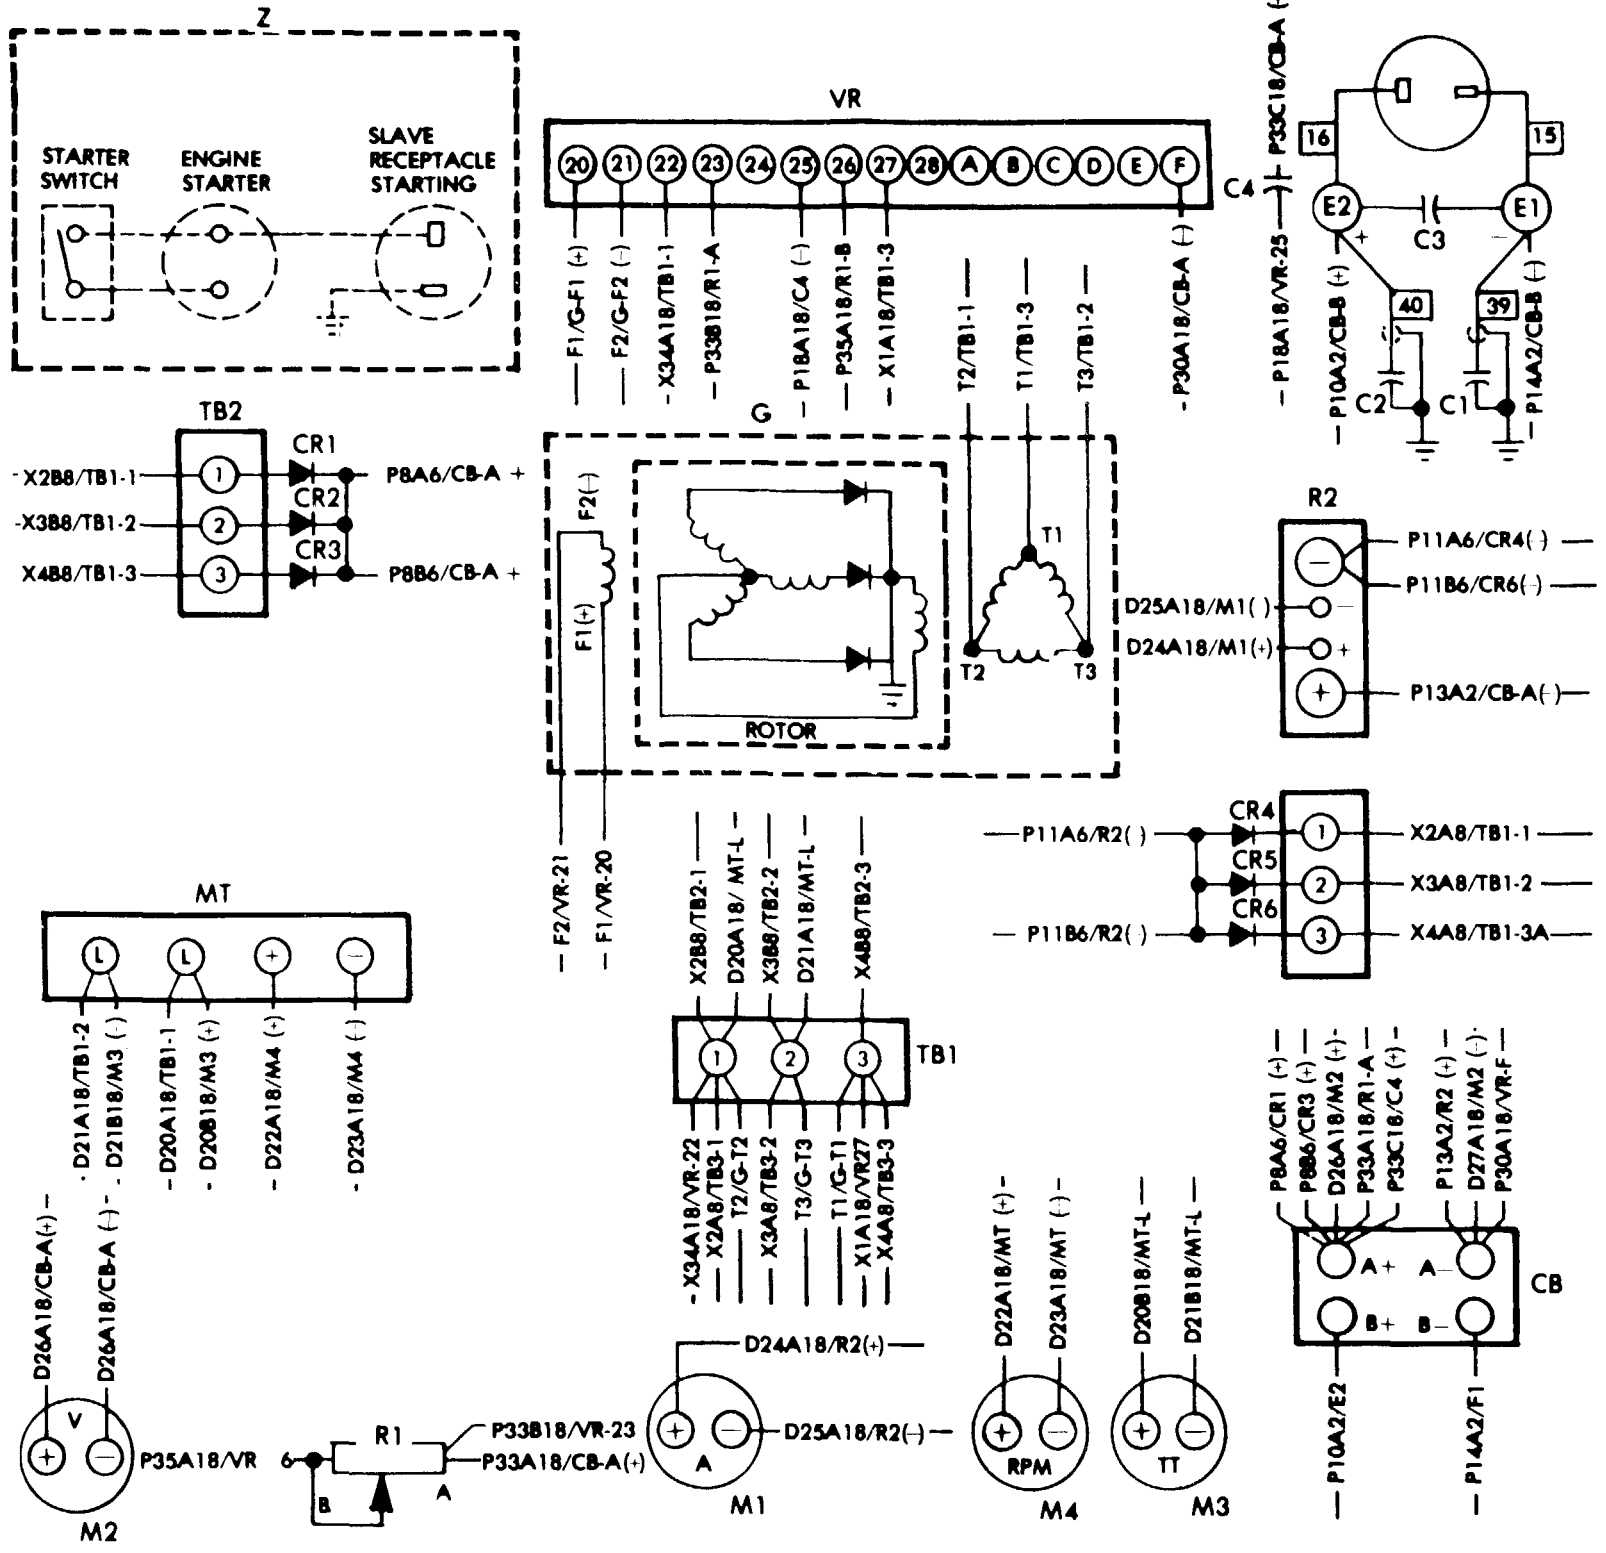 Z
STARTER
SWITCH
ENGINE
STARTER
SLAVE
RECEPTACLE
STARTING
VR
20 21 22 23 24 25 26 27 28 A B C D E F
F1/G-F1 (+)
F2/G-F2 (-)
X34A18/TB1-1
P33B18/R1-A
P18A18/C4 (-)
P35A18/R1-B
X1A18/TB1-3
T2/TB1-1
T1/TB1-3
T3/TB1-2
P30A18/CB-A (-)
C4
P33C18/CB-A
P18A18/VR-25
16
15
E2
E1
C3
+
-
P10A2/CB-B (+)
P14A2/CB-B (-)
40
39
C2
C1
TB2
X2B8/TB1-1 1 CR1 P8A6/CB-A +
X3B8/TB1-2 2 CR2
X4B8/TB1-3 3 CR3 P8B6/CB-A +
G
F2(-)
F1(+)
ROTOR
T1
T2
T3
F2/VR-21
F1/VR-20
R2
- P11A6/CR4(-)
P11B6/CR6(-)
D25A18/M1( ) -
D24A18/M1(+) +
+ P13A2/CB-A(-)
P11A6/R2( ) CR4 1 X2A8/TB1-1
CR5 2 X3A8/TB1-2
P11B6/R2( ) CR6 3 X4A8/TB1-3A
MT
L L + -
D21A18/TB1-2
D21B18/M3 (-)
D20A18/TB1-1
D20B18/M3 (+)
D22A18/M4 (+)
D23A18/M4 (-)
X2B8/TB2-1
D20A18/ MT-L
X3B8/TB2-2
D21A18/MT-L
X4B8/TB2-3
1 2 3 TB1
X34A18/VR-22
X2A8/TB3-1
T2/G-T2
X3A8/TB3-2
T3/G-T3
T1/G-T1
X1A18/VR27
X4A8/TB3-3
P8A6/CR1 (+)
P8B6/CR3 (+)
D26A18/M2 (+)
P33A18/R1-A
P33C18/C4 (+)
P13A2/R2 (+)
D27A18/M2 (-)
P30A18/VR-F
A+ A-
B+ B-
CB
P10A2/E2
P14A2/F1
D26A18/CB-A(+)
D26A18/CB-A (-)
V
+ -
M2
P35A18/VR 6
R1
B
A
P33B18/VR-23
P33A18/CB-A(+)
D24A18/R2(+)
+ - D25A18/R2(-)
A
M1
D22A18/MT (+)
D23A18/MT (-)
+ -
RPM
M4
D20B18/MT-L
D21B18/MT-L
+ -
TT
M3